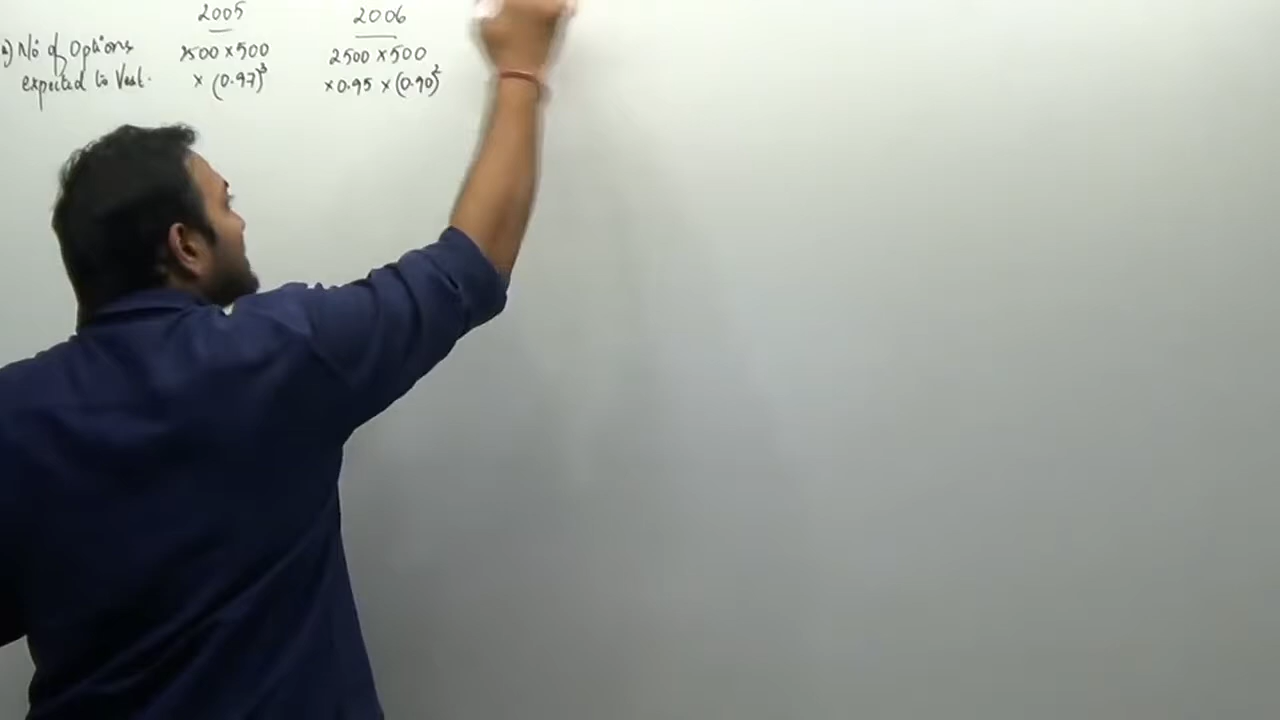 2005 2006
a) No of Options 2500 × 500 2500 × 500
expected to Vest. × (0.97)³ × 0.95 × (0.90)²